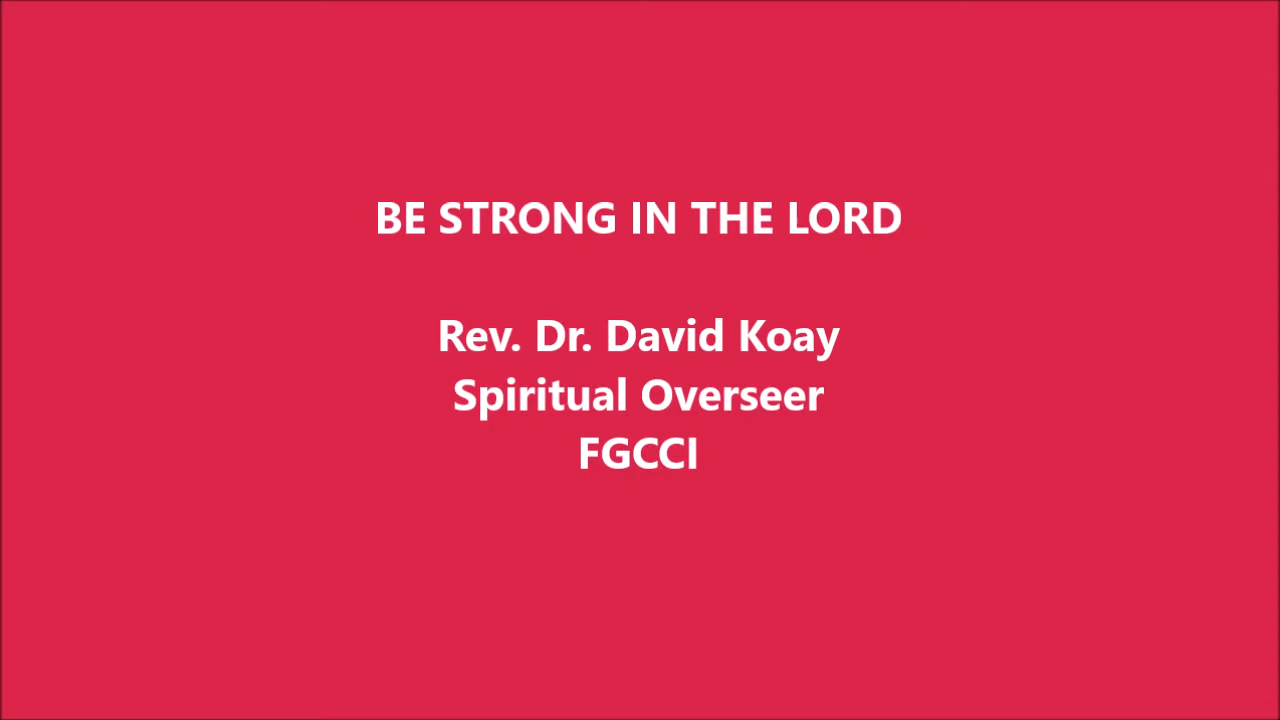 BE STRONG IN THE LORD
Rev. Dr. David Koay
Spiritual Overseer
FGCCI